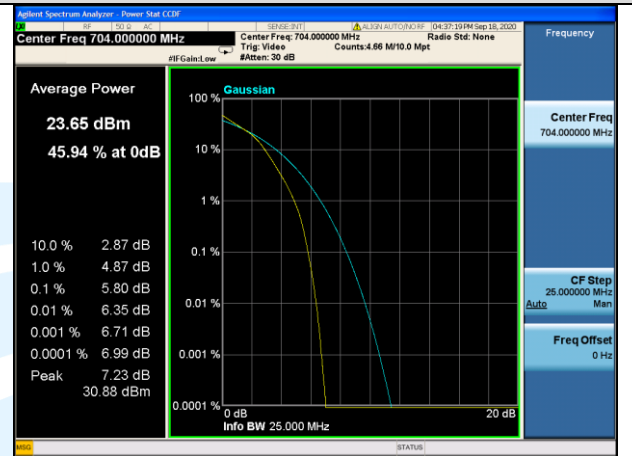 Agilent Spectrum Analyzer - Power Stat CCDF
RF 50 Ω AC SENSE:INT ALIGN AUTO/NO RF 04:37:19 PM Sep 18, 2020
Center Freq 704.000000 MHz
Center Freq: 704.000000 MHz Radio Std: None
Trig: Video Counts:4.66 M/10.0 Mpt
#IFGain:Low #Atten: 30 dB
Frequency
Average Power
23.65 dBm
45.94 % at 0dB
10.0 % 2.87 dB
1.0 % 4.87 dB
0.1 % 5.80 dB
0.01 % 6.35 dB
0.001 % 6.71 dB
0.0001 % 6.99 dB
Peak 7.23 dB
30.88 dBm
Gaussian
100 %
10 %
1 %
0.1 %
0.01 %
0.001 %
0.0001 %
0 dB 20 dB
Info BW 25.000 MHz
Center Freq
704.000000 MHz
CF Step
25.000000 MHz
Auto Man
Freq Offset
0 Hz
MSG STATUS